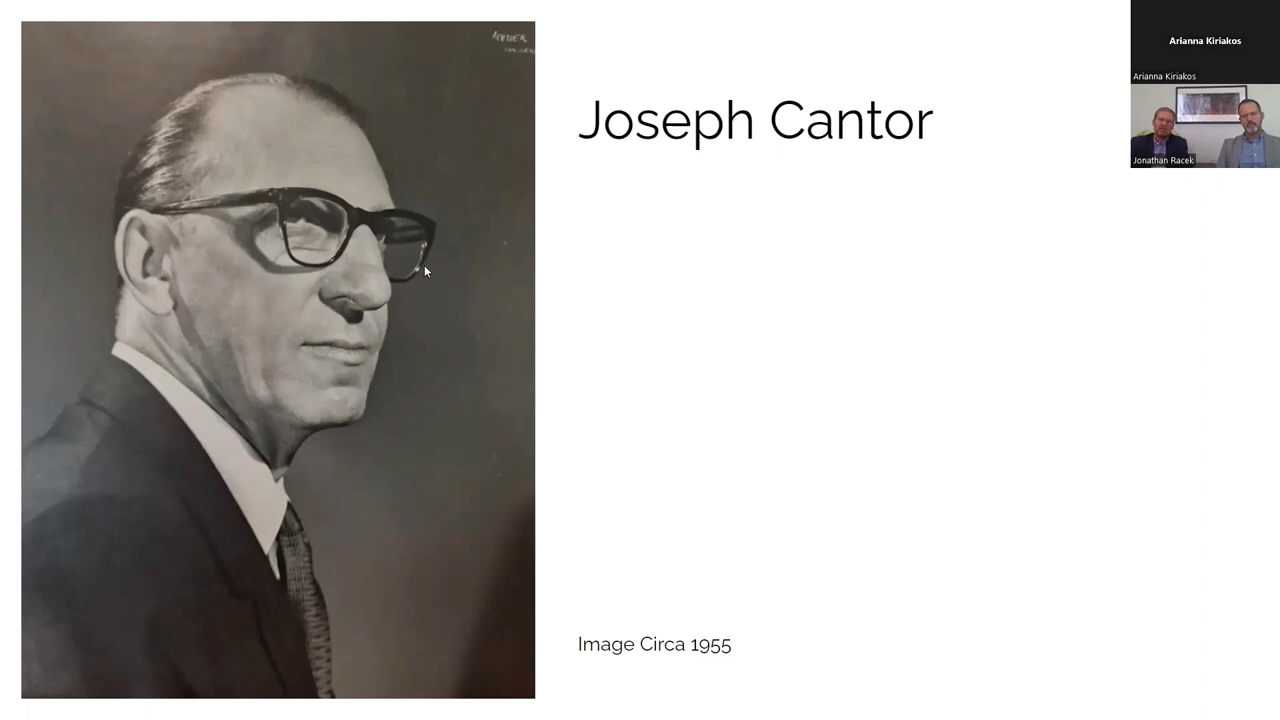 Joseph Cantor
Image Circa 1955
Arianna Kiriakos
Arianna Kiriakos
Jonathan Racek